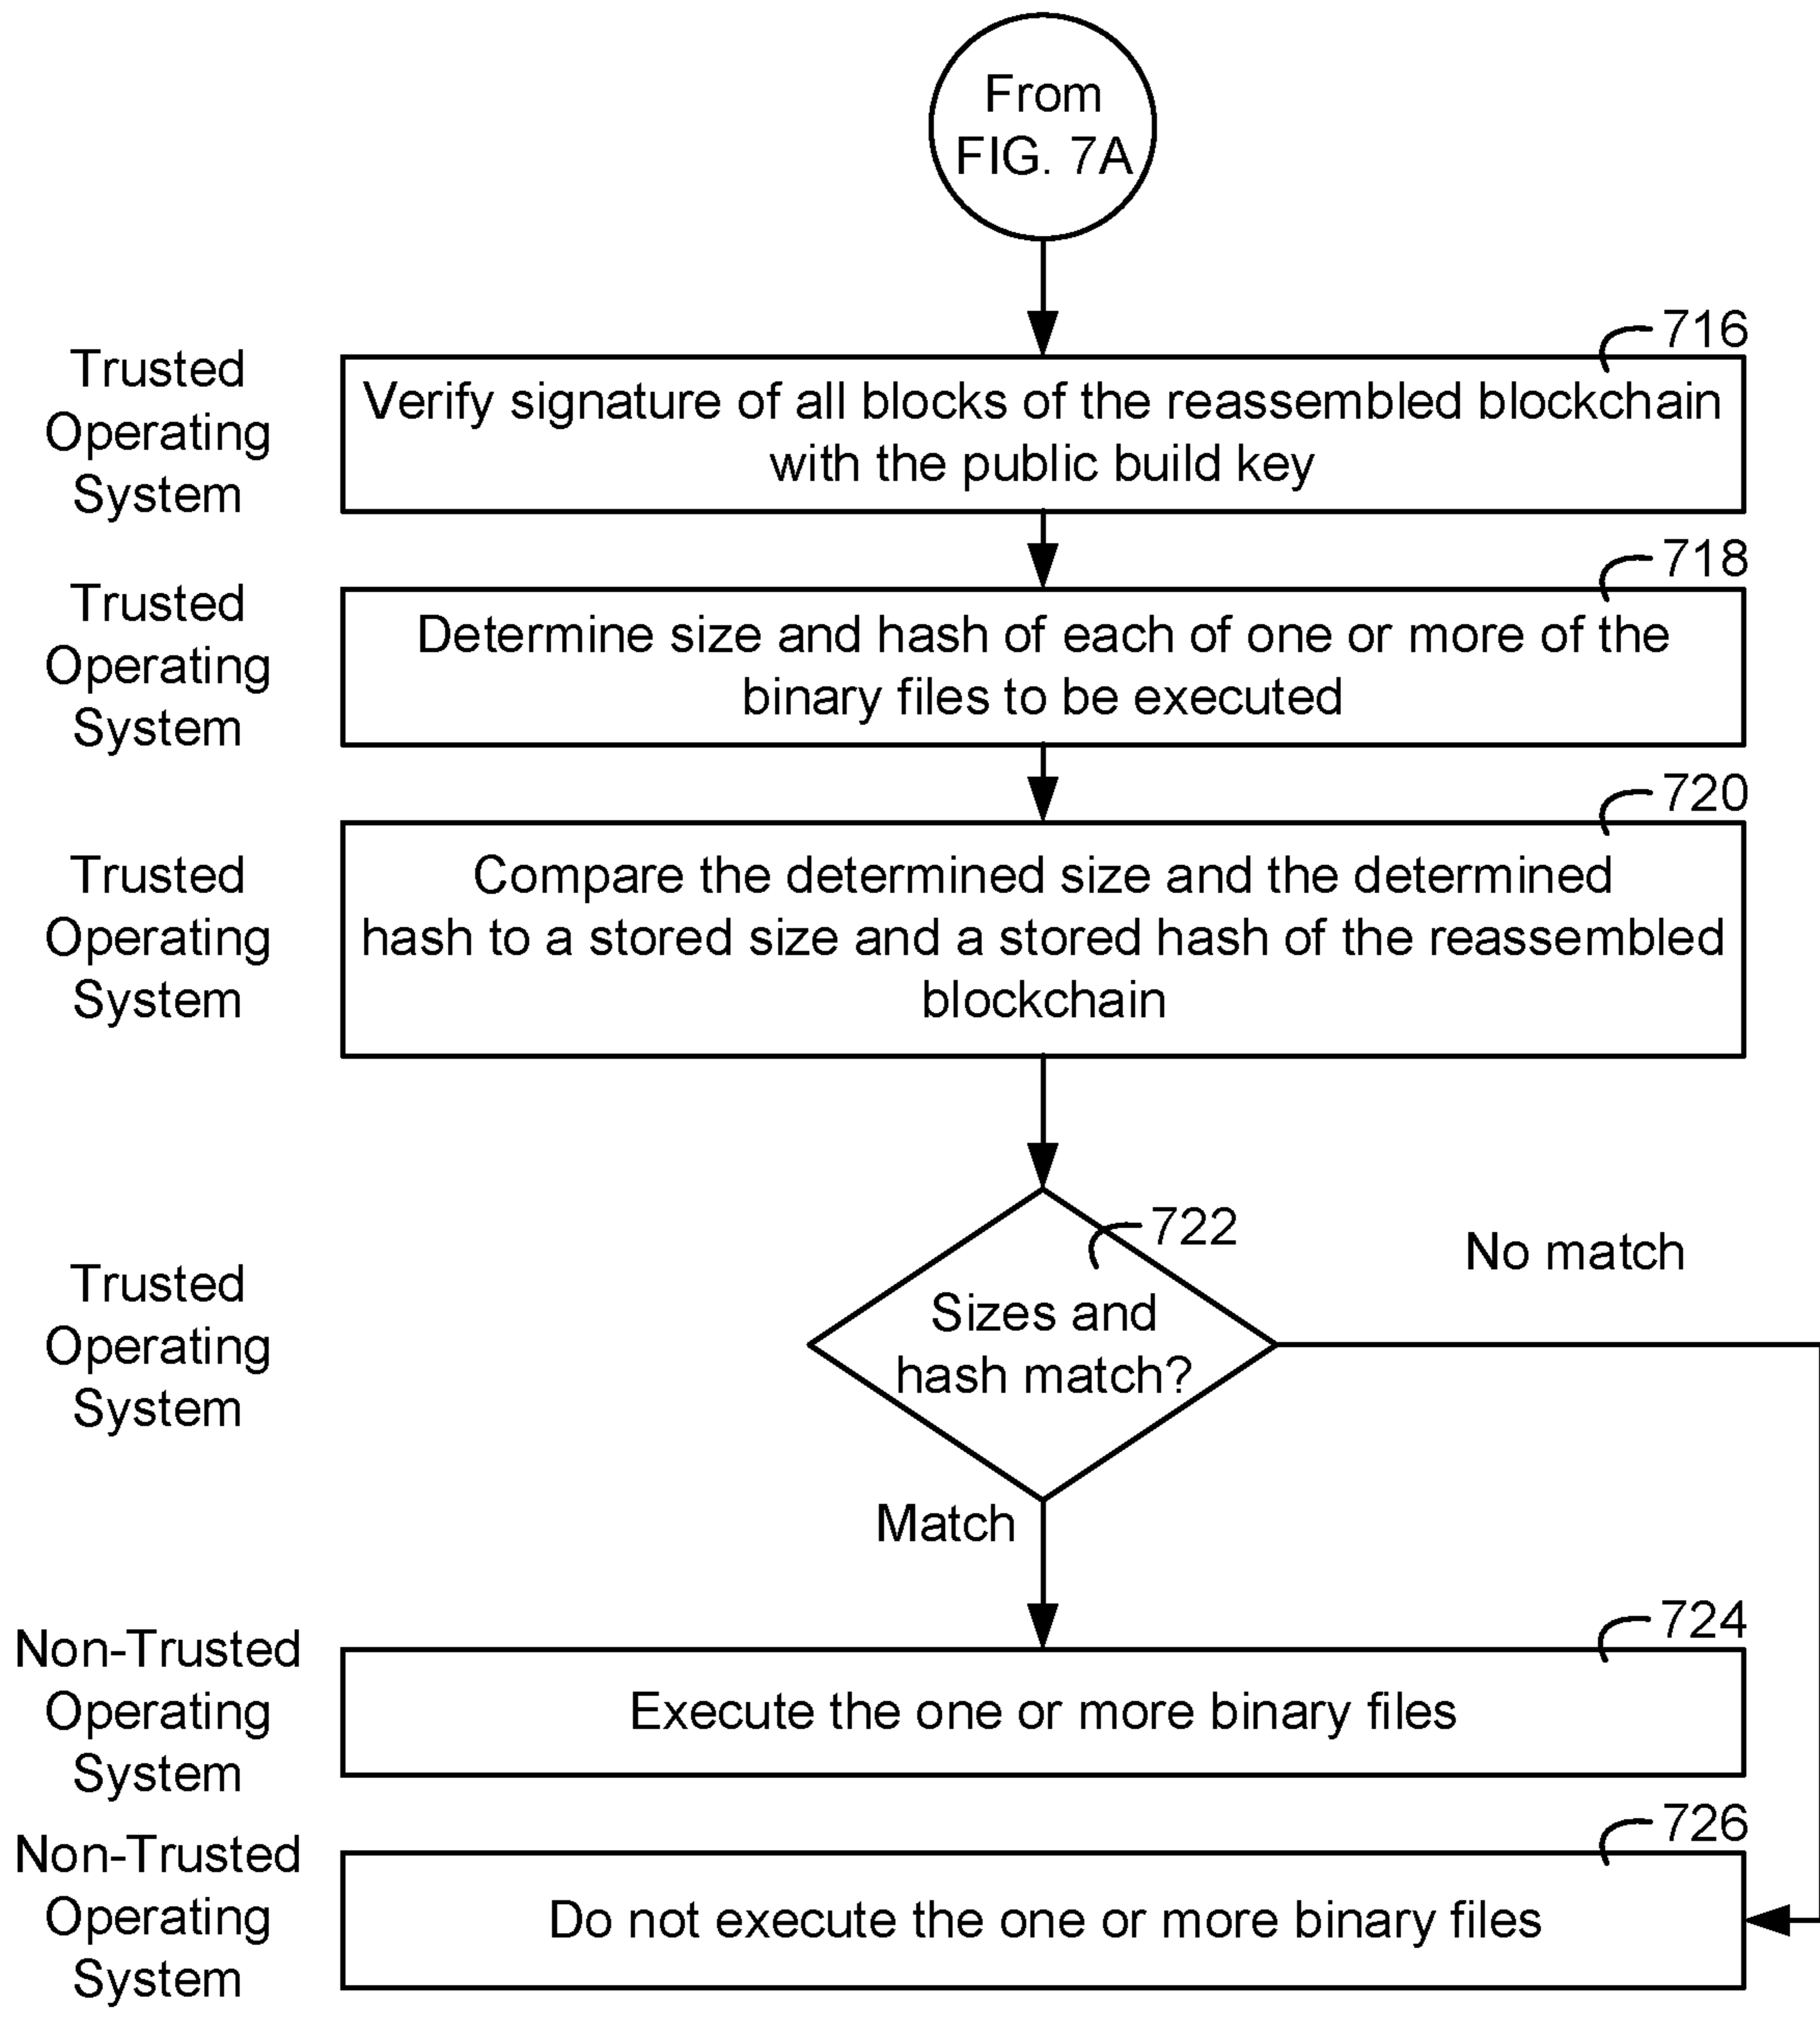 From
FIG. 7A
716
Trusted
Operating
System
Verify signature of all blocks of the reassembled blockchain
with the public build key
718
Trusted
Operating
System
Determine size and hash of each of one or more of the
binary files to be executed
720
Trusted
Operating
System
Compare the determined size and the determined
hash to a stored size and a stored hash of the reassembled
blockchain
722
Trusted
Operating
System
Sizes and
hash match?
No match
Match
724
Non-Trusted
Operating
System
Execute the one or more binary files
726
Non-Trusted
Operating
System
Do not execute the one or more binary files